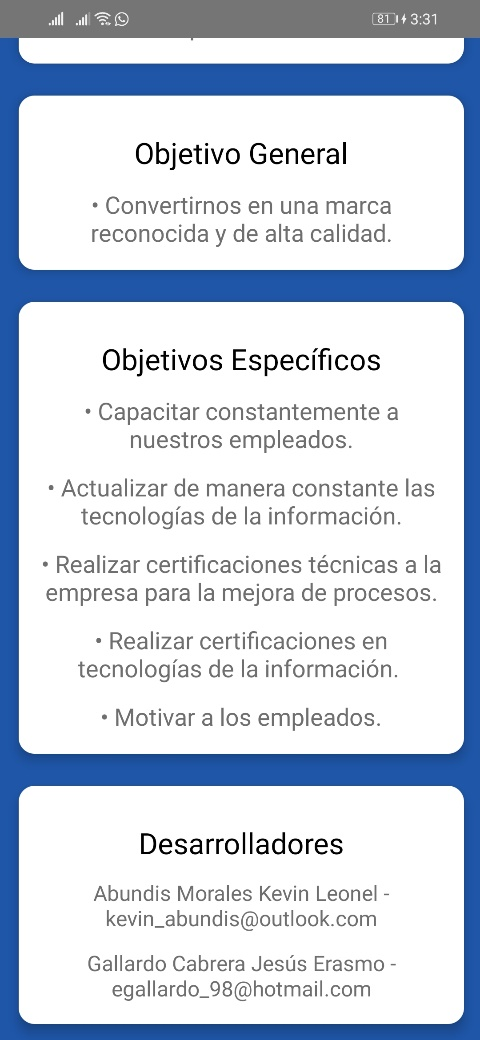 81 3:31
Objetivo General
• Convertirnos en una marca
reconocida y de alta calidad.
Objetivos Específicos
• Capacitar constantemente a
nuestros empleados.
• Actualizar de manera constante las
tecnologías de la información.
• Realizar certificaciones técnicas a la
empresa para la mejora de procesos.
• Realizar certificaciones en
tecnologías de la información.
• Motivar a los empleados.
Desarrolladores
Abundis Morales Kevin Leonel -
kevin_abundis@outlook.com
Gallardo Cabrera Jesús Erasmo -
egallardo_98@hotmail.com